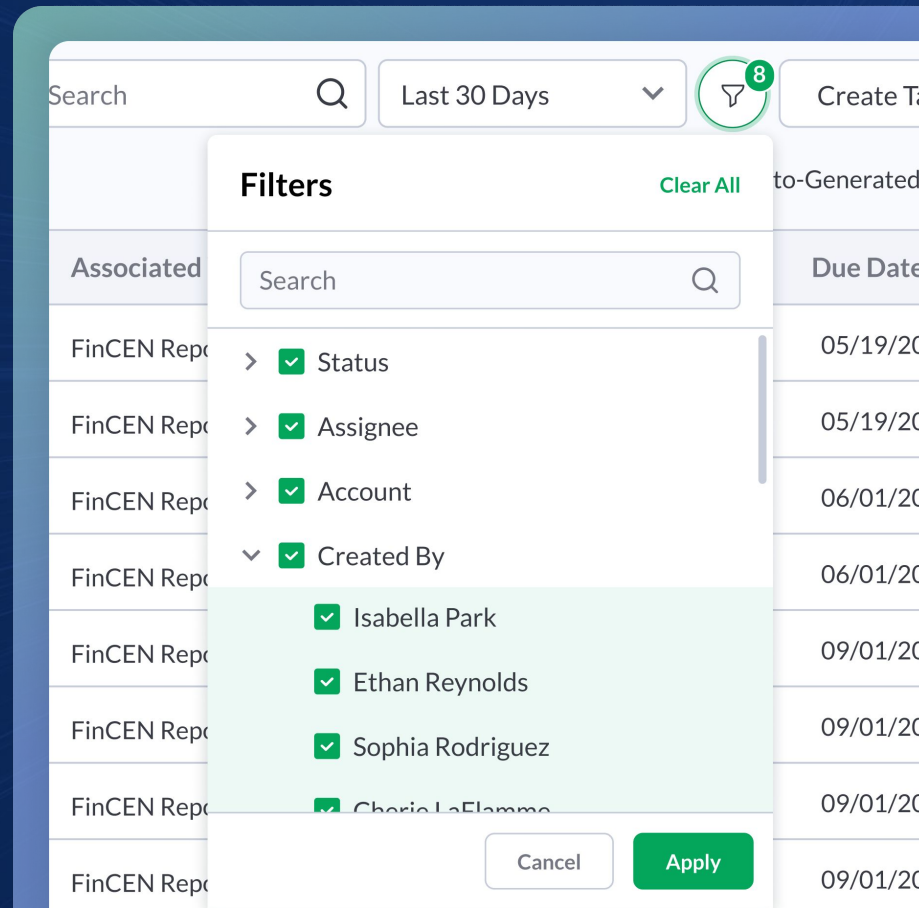 Search
Last 30 Days
8
Create Ta
Filters
Clear All
to-Generated
Associated
Due Date
Search
FinCEN Repo
05/19/20
Status
FinCEN Repo
05/19/20
Assignee
FinCEN Repo
06/01/20
Account
FinCEN Repo
06/01/20
Created By
FinCEN Repo
09/01/20
Isabella Park
Ethan Reynolds
FinCEN Repo
09/01/20
Sophia Rodriguez
FinCEN Repo
09/01/20
Cherie LaFlamme
FinCEN Repo
09/01/20
Cancel
Apply